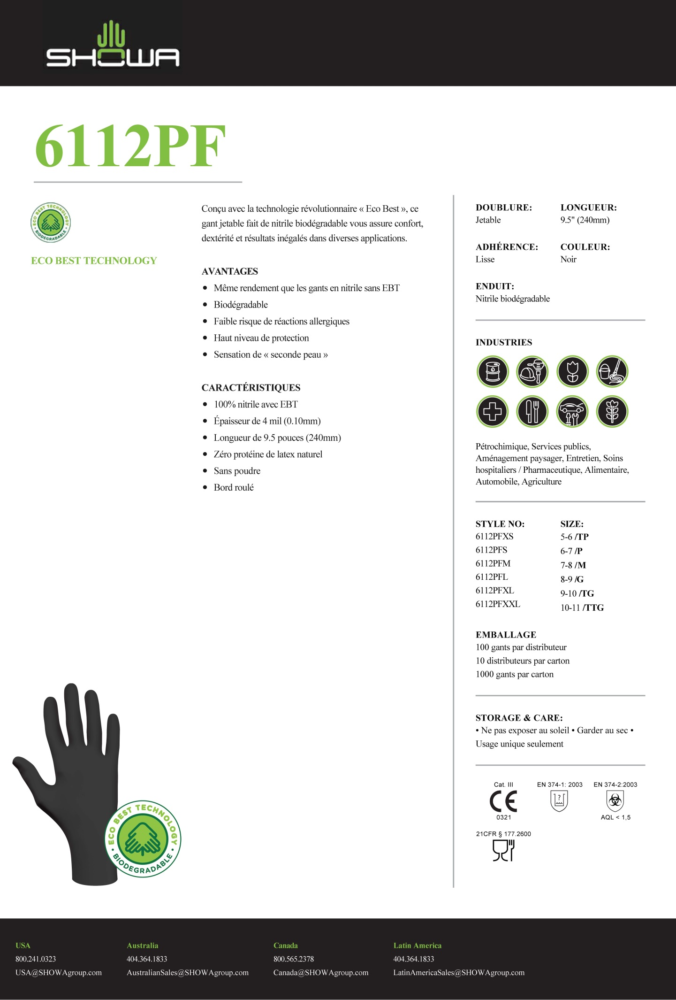 SHOWA
6112PF
ECO BEST TECHNOLOGY • BIODEGRADABLE •
ECO BEST TECHNOLOGY
Conçu avec la technologie révolutionnaire « Eco Best », ce
gant jetable fait de nitrile biodégradable vous assure confort,
dextérité et résultats inégalés dans diverses applications.
AVANTAGES
• Même rendement que les gants en nitrile sans EBT
• Biodégradable
• Faible risque de réactions allergiques
• Haut niveau de protection
• Sensation de « seconde peau »
CARACTÉRISTIQUES
• 100% nitrile avec EBT
• Épaisseur de 4 mil (0.10mm)
• Longueur de 9.5 pouces (240mm)
• Zéro protéine de latex naturel
• Sans poudre
• Bord roulé
ECO BEST TECHNOLOGY • BIODEGRADABLE •
DOUBLURE: LONGUEUR:
Jetable 9.5" (240mm)
ADHÉRENCE: COULEUR:
Lisse Noir
ENDUIT:
Nitrile biodégradable
INDUSTRIES
Pétrochimique, Services publics,
Aménagement paysager, Entretien, Soins
hospitaliers / Pharmaceutique, Alimentaire,
Automobile, Agriculture
STYLE NO: SIZE:
6112PFXS 5-6 /TP
6112PFS 6-7 /P
6112PFM 7-8 /M
6112PFL 8-9 /G
6112PFXL 9-10 /TG
6112PFXXL 10-11 /TTG
EMBALLAGE
100 gants par distributeur
10 distributeurs par carton
1000 gants par carton
STORAGE & CARE:
• Ne pas exposer au soleil • Garder au sec •
Usage unique seulement
Cat. III EN 374-1: 2003 EN 374-2:2003
CE ?
0321 AQL < 1,5
21CFR § 177.2600
USA Australia Canada Latin America
800.241.0323 404.364.1833 800.565.2378 404.364.1833
USA@SHOWAgroup.com AustralianSales@SHOWAgroup.com Canada@SHOWAgroup.com LatinAmericaSales@SHOWAgroup.com